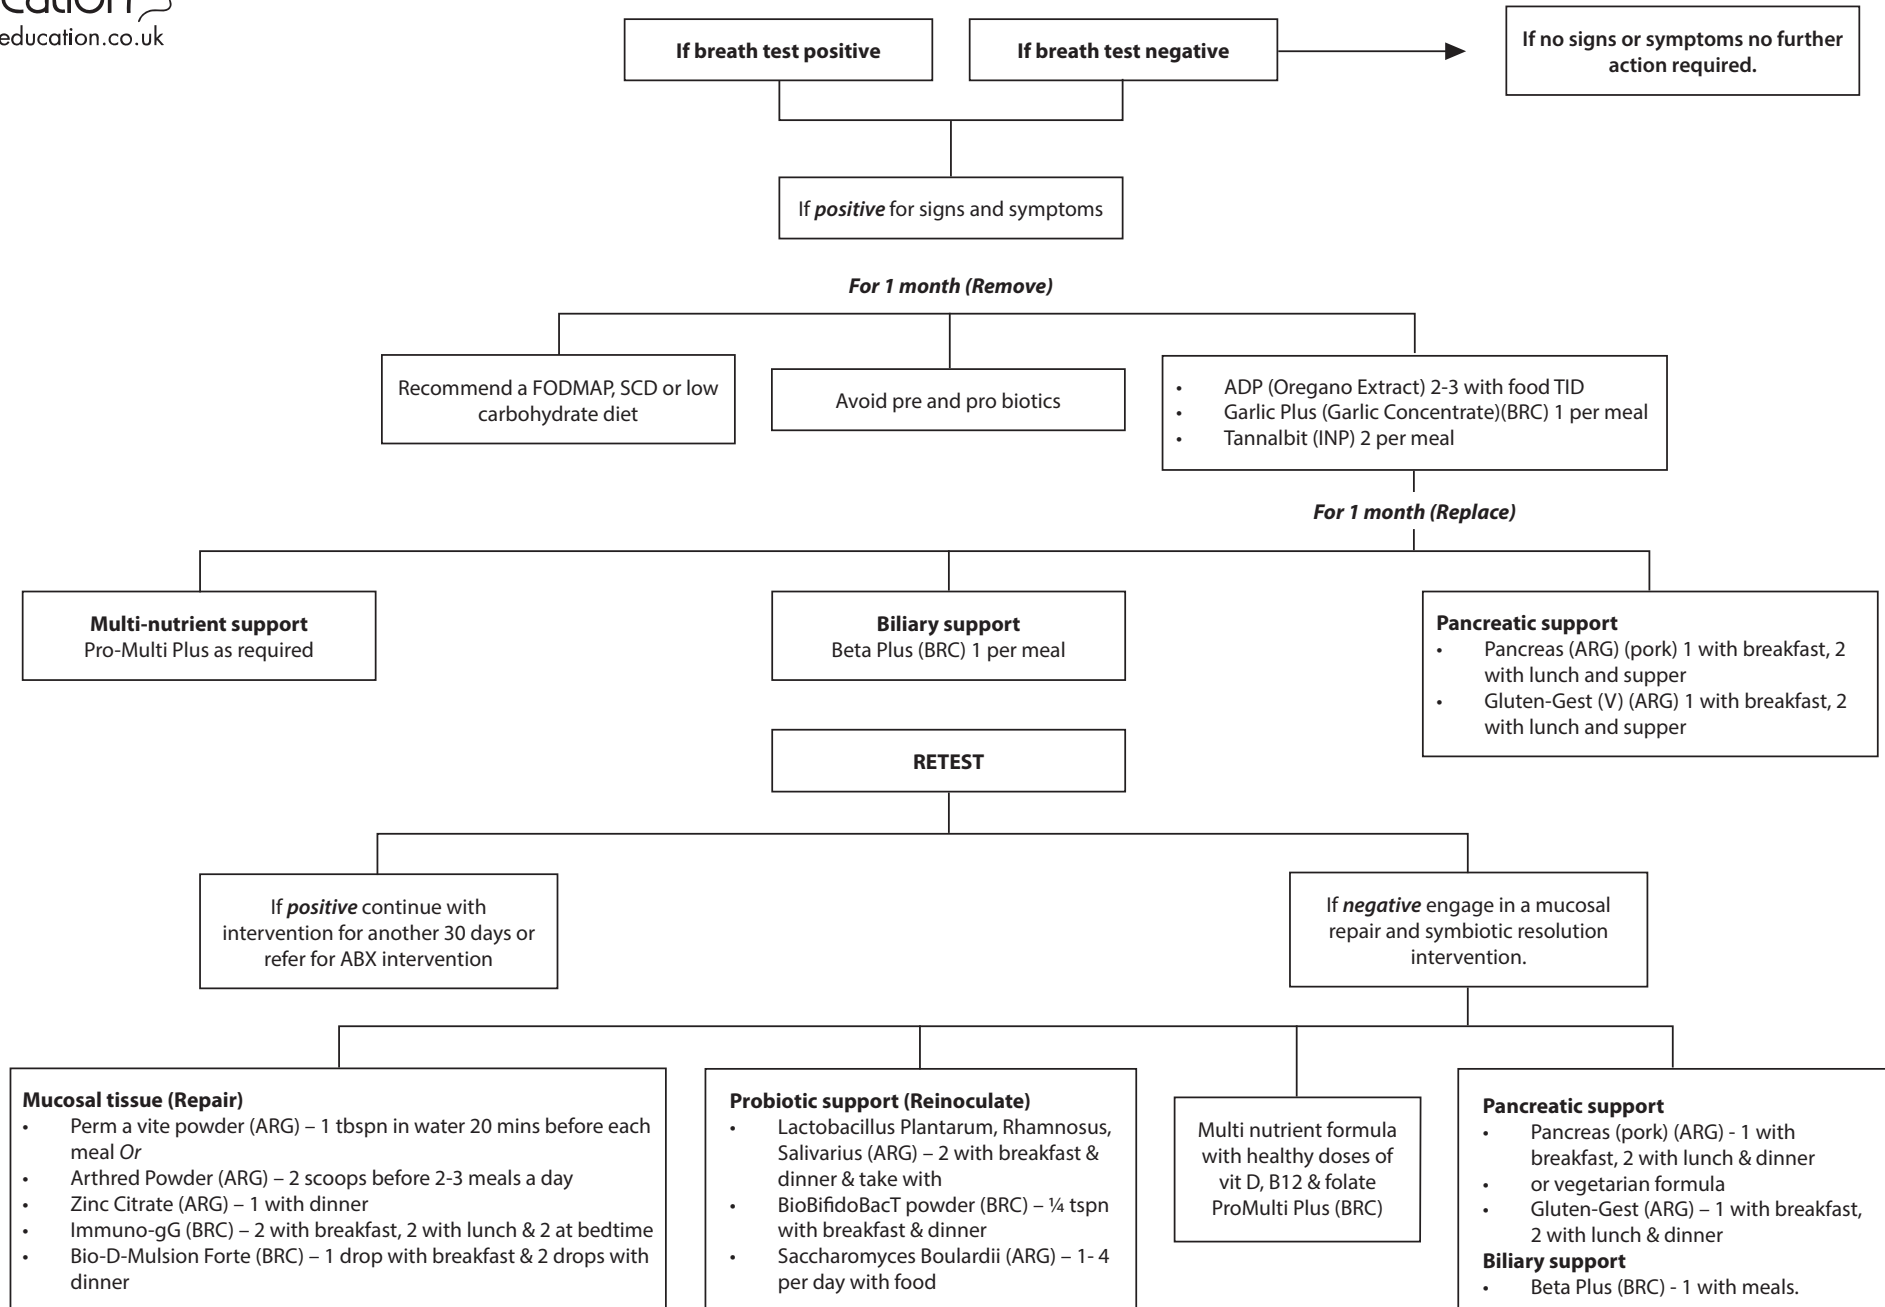 education.co.uk
If breath test positive
If breath test negative
If no signs or symptoms no further
action required.
If positive for signs and symptoms
For 1 month (Remove)
Recommend a FODMAP, SCD or low
carbohydrate diet
Avoid pre and pro biotics
• ADP (Oregano Extract) 2-3 with food TID
• Garlic Plus (Garlic Concentrate)(BRC) 1 per meal
• Tannalbit (INP) 2 per meal
For 1 month (Replace)
Multi-nutrient support
Pro-Multi Plus as required
Biliary support
Beta Plus (BRC) 1 per meal
Pancreatic support
• Pancreas (ARG) (pork) 1 with breakfast, 2
with lunch and supper
• Gluten-Gest (V) (ARG) 1 with breakfast, 2
with lunch and supper
RETEST
If positive continue with
intervention for another 30 days or
refer for ABX intervention
If negative engage in a mucosal
repair and symbiotic resolution
intervention.
Mucosal tissue (Repair)
• Perm a vite powder (ARG) – 1 tbspn in water 20 mins before each
meal Or
• Arthred Powder (ARG) – 2 scoops before 2-3 meals a day
• Zinc Citrate (ARG) – 1 with dinner
• Immuno-gG (BRC) – 2 with breakfast, 2 with lunch & 2 at bedtime
• Bio-D-Mulsion Forte (BRC) – 1 drop with breakfast & 2 drops with
dinner
Probiotic support (Reinoculate)
• Lactobacillus Plantarum, Rhamnosus,
Salivarius (ARG) – 2 with breakfast &
dinner & take with
• BioBifidoBacT powder (BRC) – ¼ tspn
with breakfast & dinner
• Saccharomyces Boulardii (ARG) – 1- 4
per day with food
Multi nutrient formula
with healthy doses of
vit D, B12 & folate
ProMulti Plus (BRC)
Pancreatic support
• Pancreas (pork) (ARG) - 1 with
breakfast, 2 with lunch & dinner
• or vegetarian formula
• Gluten-Gest (ARG) – 1 with breakfast,
2 with lunch & dinner
Biliary support
• Beta Plus (BRC) - 1 with meals.